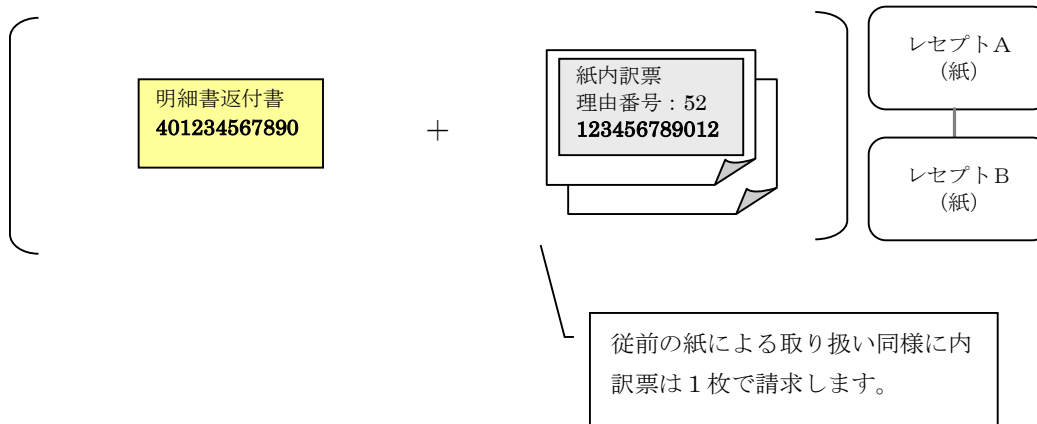 明細書返付書
401234567890
＋
紙内訳票
理由番号：52
123456789012
レセプトA
（紙）
レセプトB
（紙）
従前の紙による取り扱い同様に内
訳票は１枚で請求します。